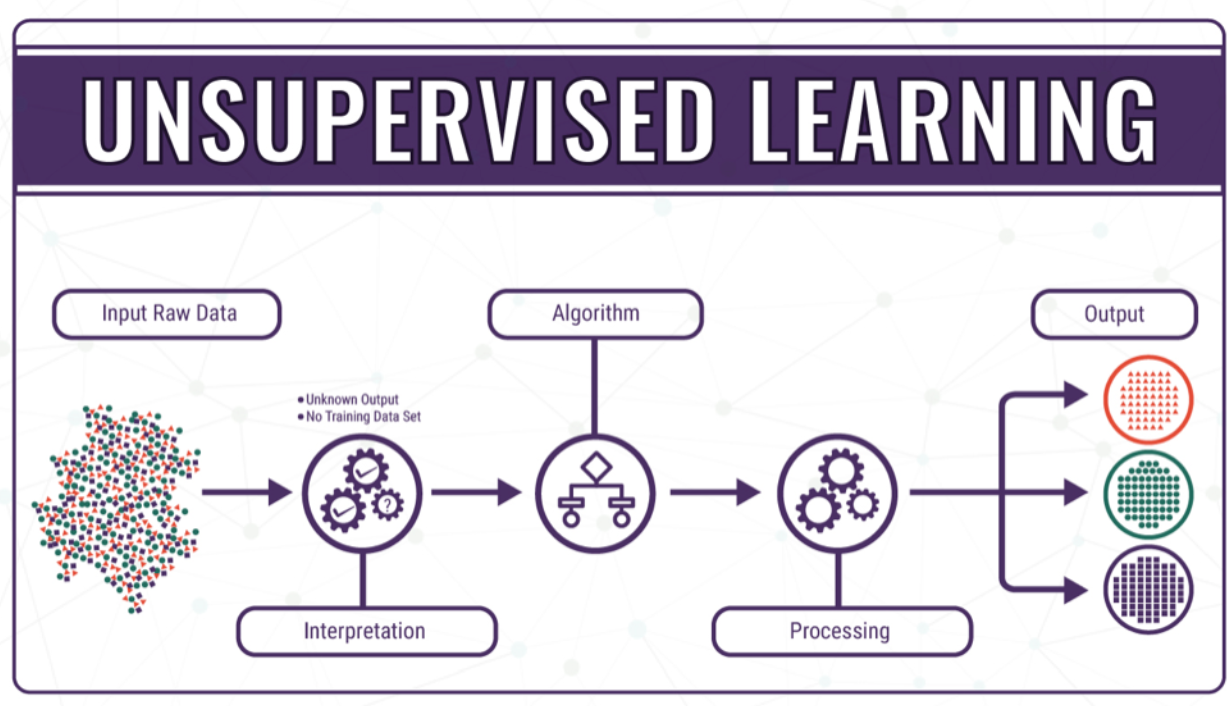 UNSUPERVISED LEARNING
Input Raw Data
Algorithm
Output
• Unknown Output
• No Training Data Set
?
Interpretation
Processing